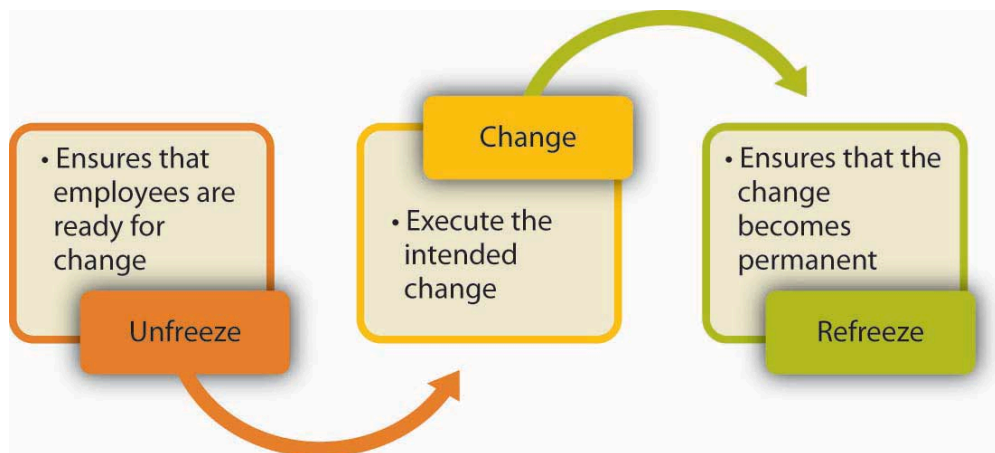 • Ensures that
employees are
ready for
change
Unfreeze
Change
• Execute the
intended
change
• Ensures that the
change
becomes
permanent
Refreeze